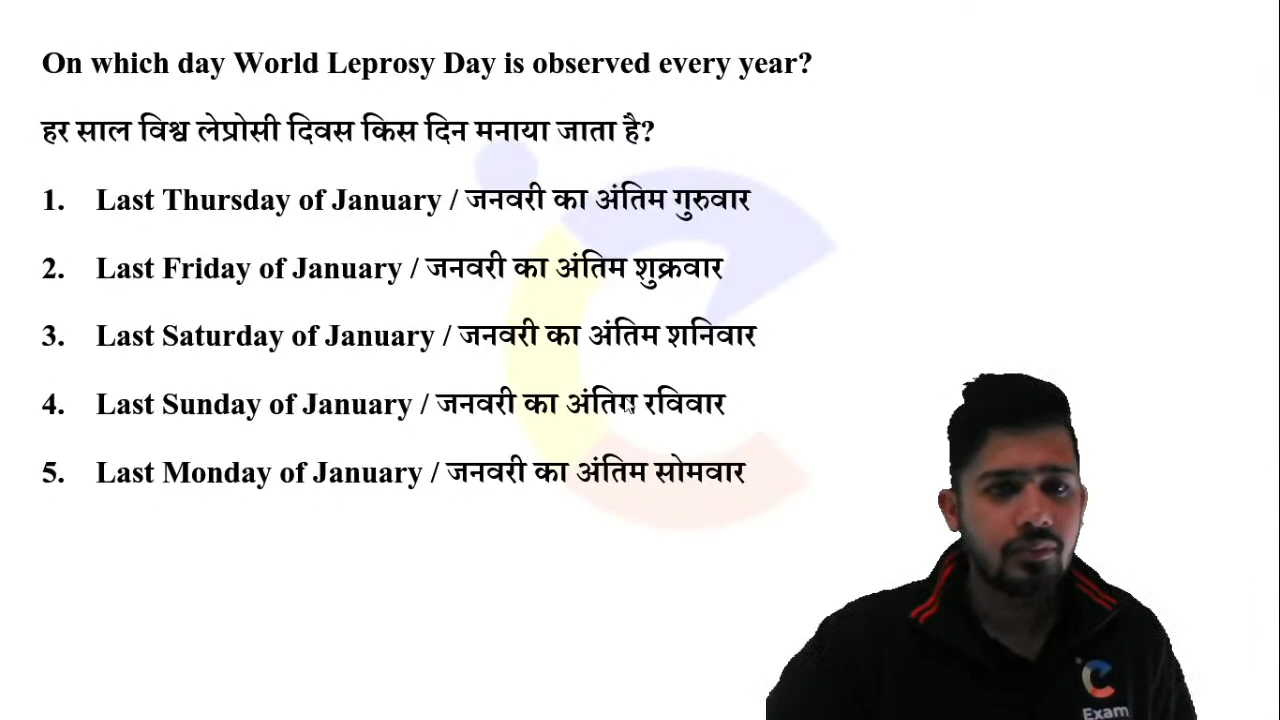 On which day World Leprosy Day is observed every year?
हर साल विश्व लेप्रोसी दिवस किस दिन मनाया जाता है?
1. Last Thursday of January / जनवरी का अंतिम गुरुवार
2. Last Friday of January / जनवरी का अंतिम शुक्रवार
3. Last Saturday of January / जनवरी का अंतिम शनिवार
4. Last Sunday of January / जनवरी का अंतिम रविवार
5. Last Monday of January / जनवरी का अंतिम सोमवार
Exam